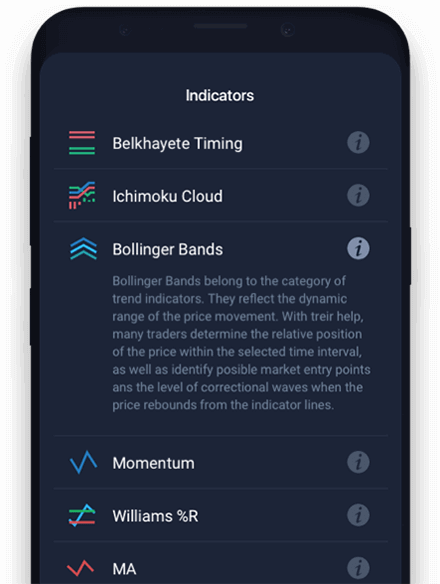 Indicators
Belkhayete Timing
Ichimoku Cloud
Bollinger Bands
Bollinger Bands belong to the category of
trend indicators. They reflect the dynamic
range of the price movement. With treir help,
many traders determine the relative position
of the price within the selected time interval,
as well as identify posible market entry points
ans the level of correctional waves when the
price rebounds from the indicator lines.
Momentum
Williams %R
MA